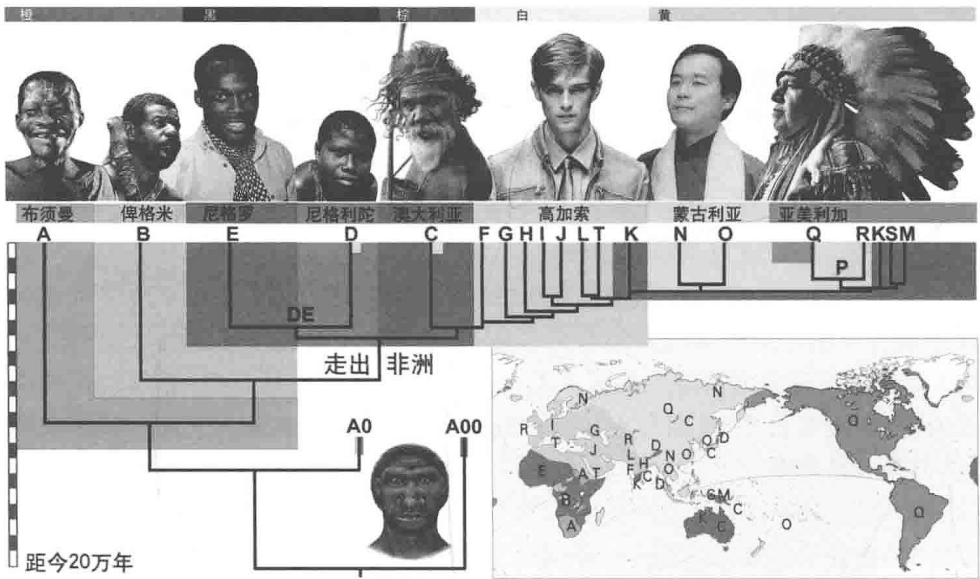 橙 黑 棕 白 黄
布须曼 俾格米 尼格罗 尼格利陀 澳大利亚 高加索 蒙古利亚 亚美利加
A B E D C F G H I J L T K N O Q R K S M
P
DE
走出 非洲
A0 A00
距今20万年
N N
Q C Q
R I G R D O D
T J L N O C
E A T F H C O
K D
B G M C
A K C O Q